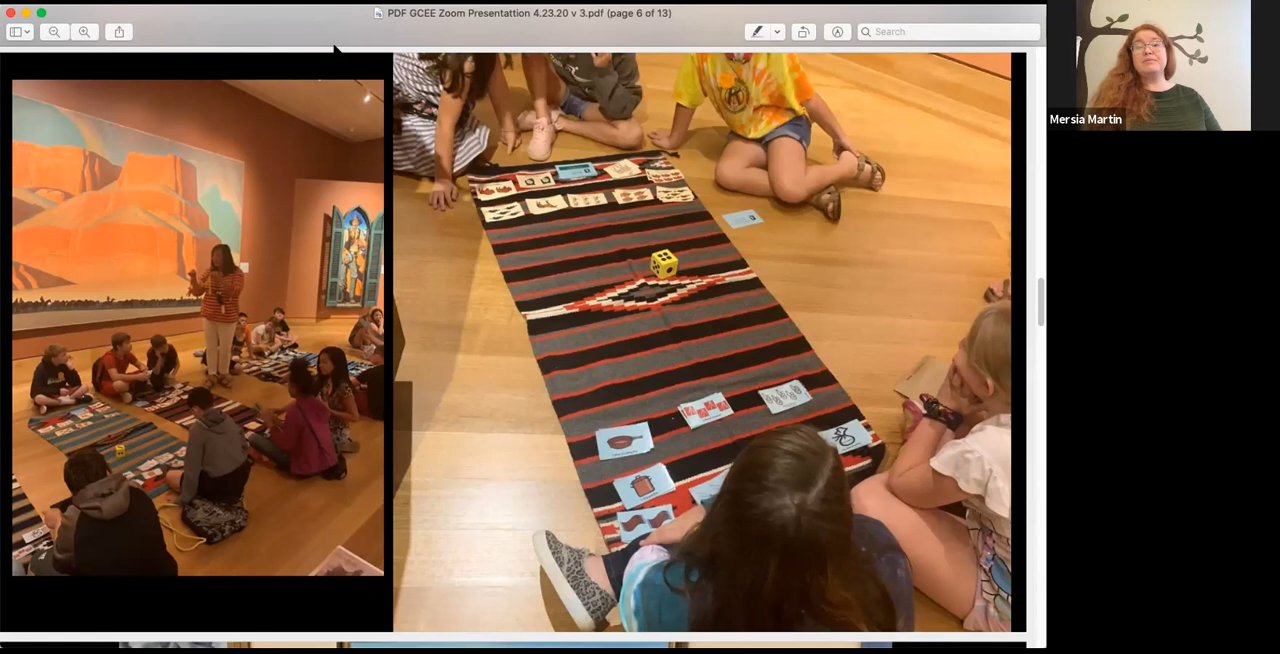 PDF GCEE Zoom Presentattion 4.23.20 v 3.pdf (page 6 of 13)
Search
Mersia Martin